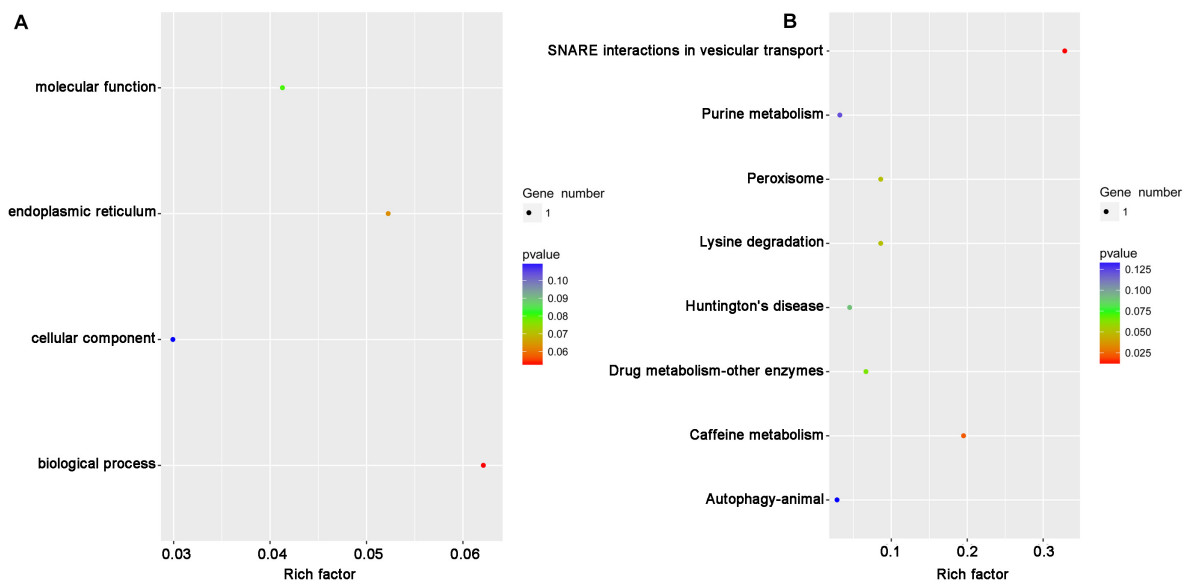 A
molecular function
endoplasmic reticulum
cellular component
biological process
0.03 0.04 0.05 0.06
Rich factor
Gene number
1
pvalue
0.10
0.09
0.08
0.07
0.06
B
SNARE interactions in vesicular transport
Purine metabolism
Peroxisome
Lysine degradation
Huntington's disease
Drug metabolism-other enzymes
Caffeine metabolism
Autophagy-animal
0.1 0.2 0.3
Rich factor
Gene number
1
pvalue
0.125
0.100
0.075
0.050
0.025